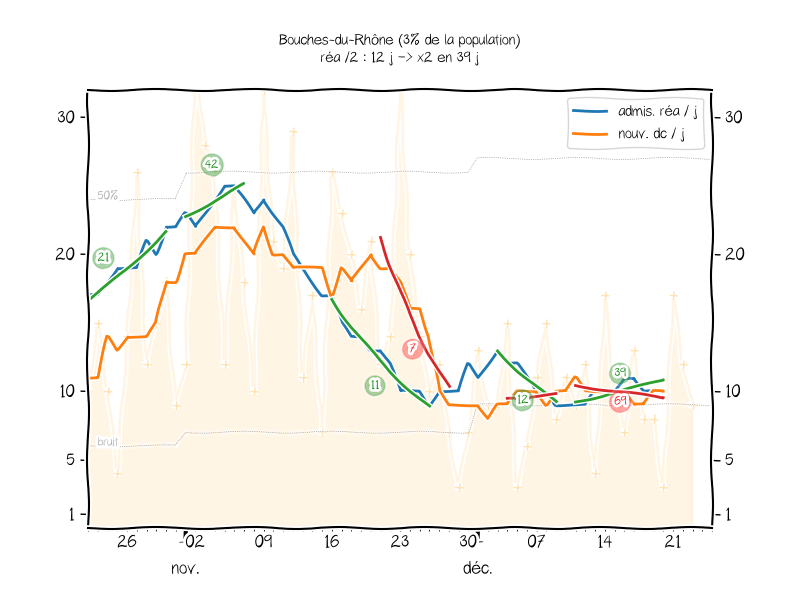 Bouches-du-Rhône (3% de la population)
réa /2 : 12 j -> x2 en 39 j
admis. réa / j
nouv. dc / j
30 30
42
50%
21
20 20
7
39
11
12
69
10 10
bruit
5 5
1 1
26 02 09 16 23 30 07 14 21
nov. déc.